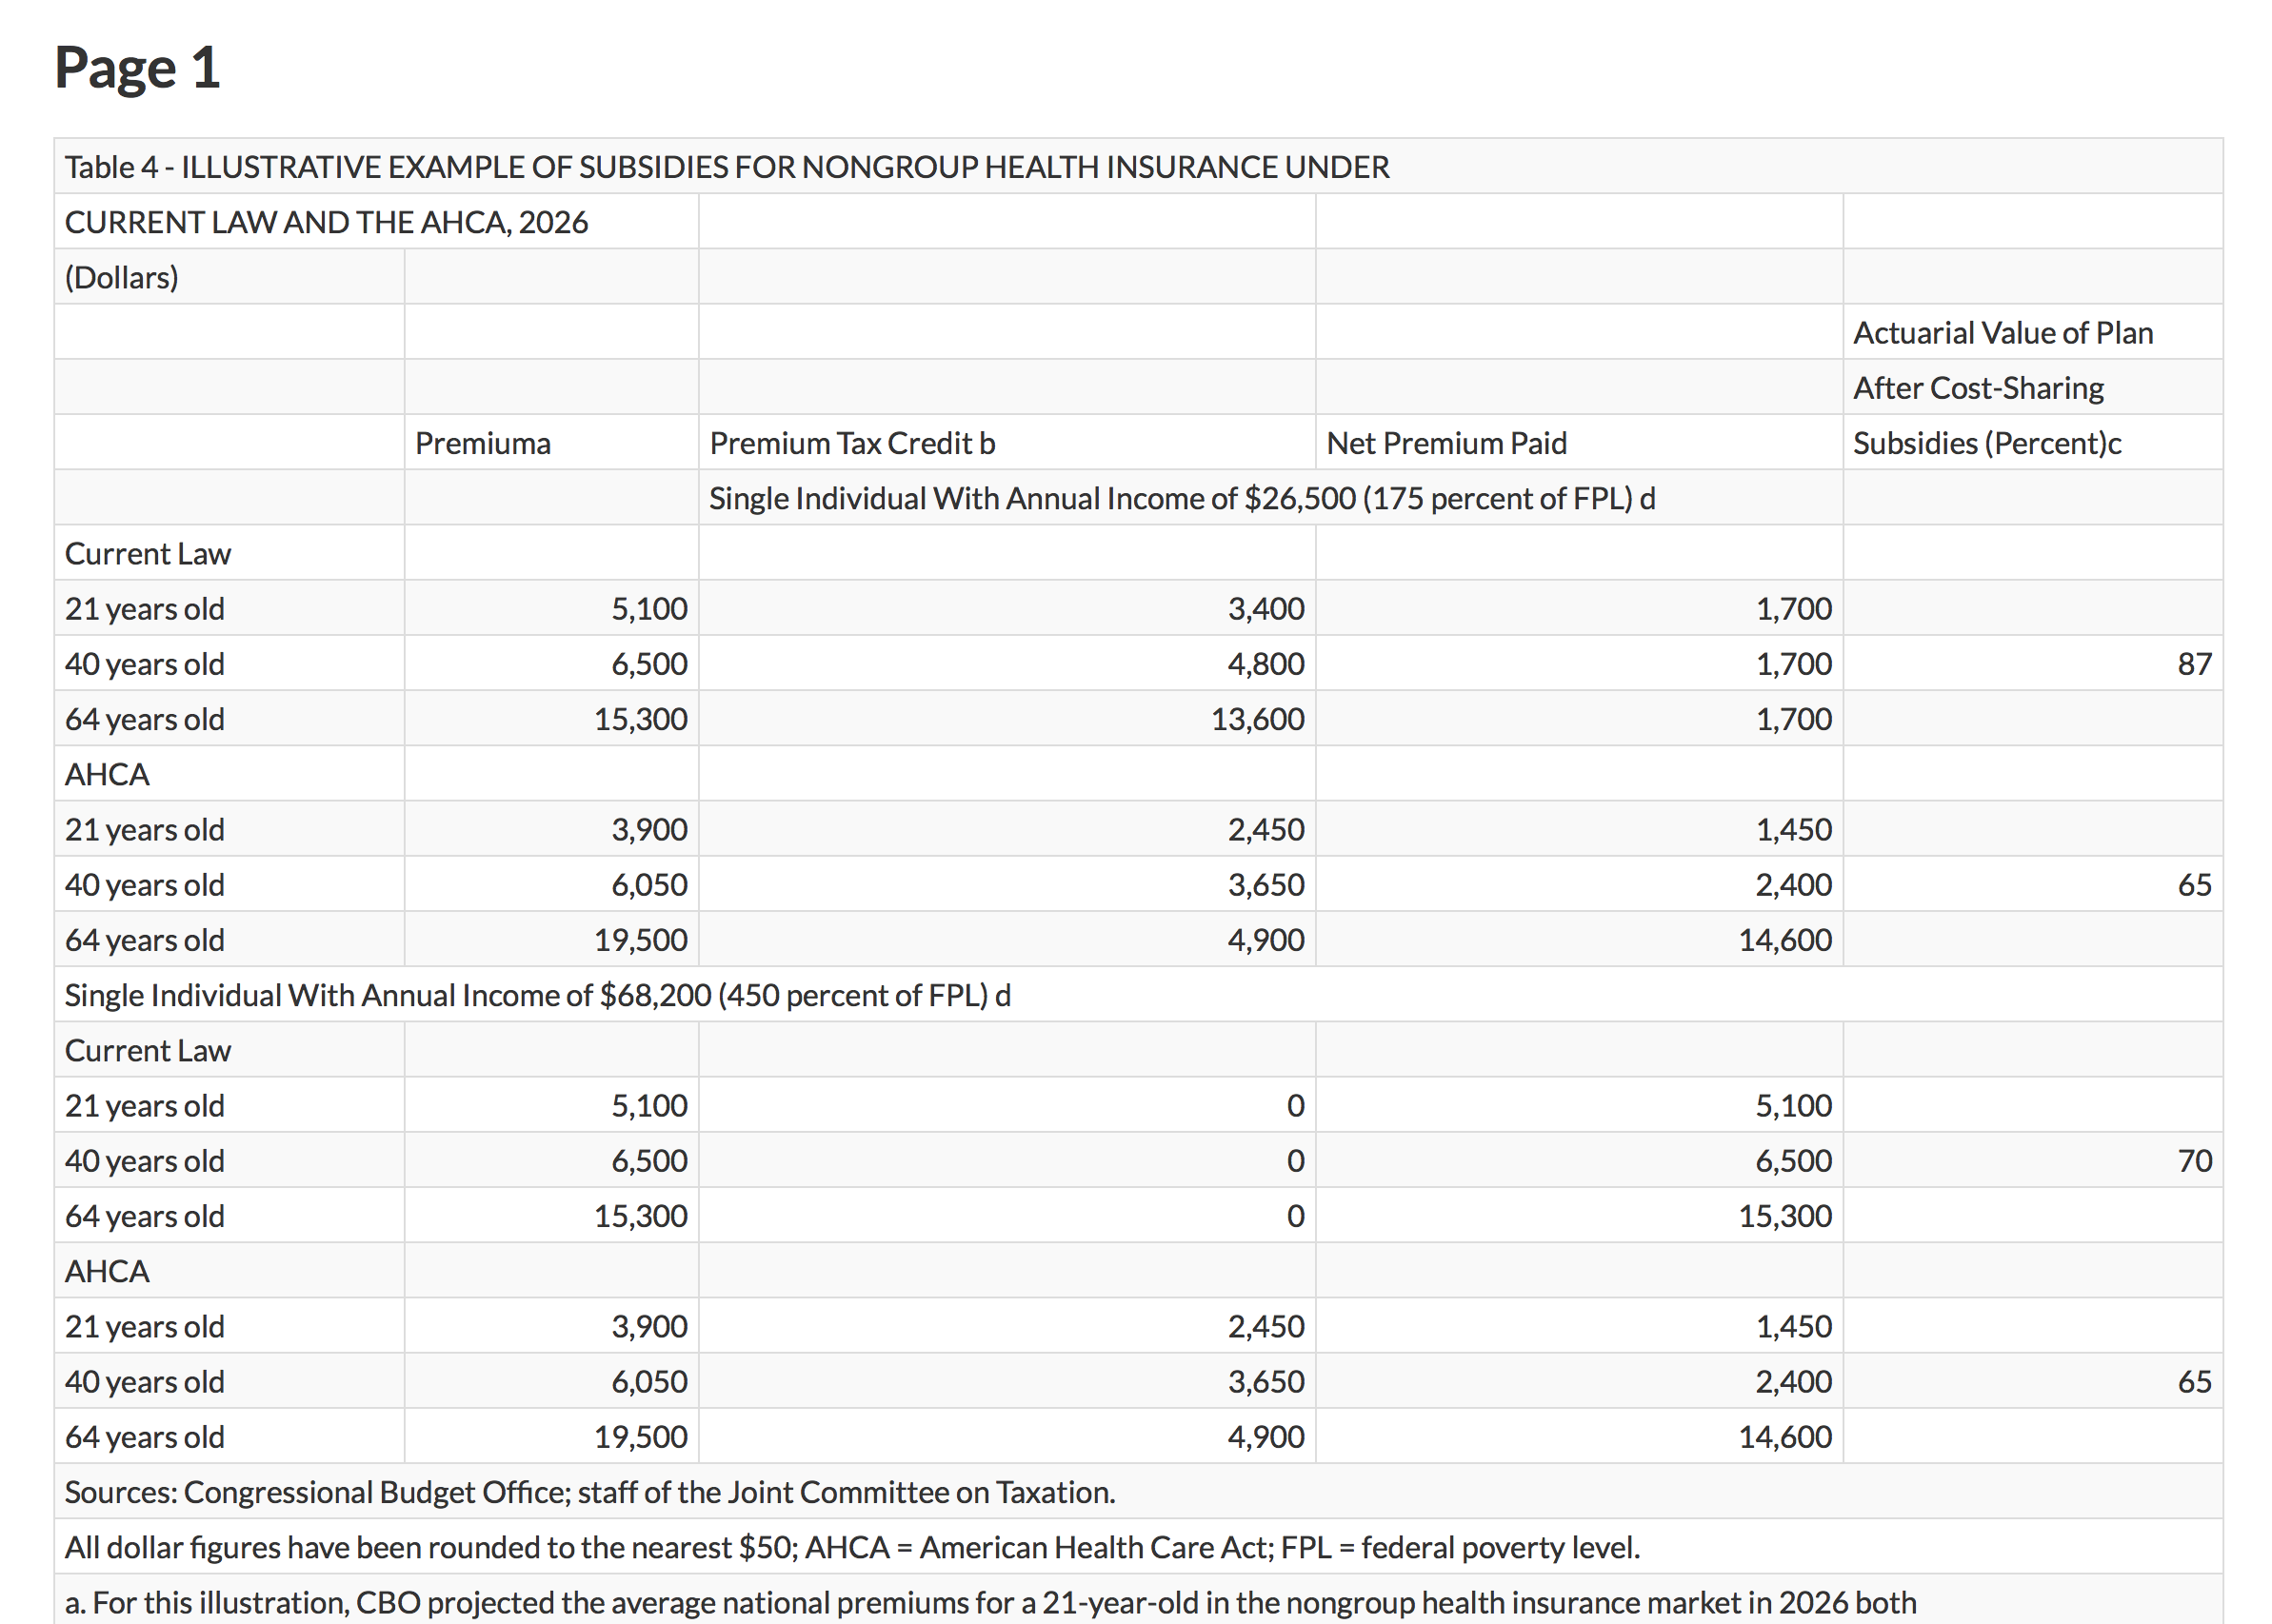 Page 1
Table 4 - ILLUSTRATIVE EXAMPLE OF SUBSIDIES FOR NONGROUP HEALTH INSURANCE UNDER
CURRENT LAW AND THE AHCA, 2026
(Dollars)
Actuarial Value of Plan
After Cost-Sharing
Premiuma Premium Tax Credit b Net Premium Paid Subsidies (Percent)c
Single Individual With Annual Income of $26,500 (175 percent of FPL) d
Current Law
21 years old 5,100 3,400 1,700
40 years old 6,500 4,800 1,700 87
64 years old 15,300 13,600 1,700
AHCA
21 years old 3,900 2,450 1,450
40 years old 6,050 3,650 2,400 65
64 years old 19,500 4,900 14,600
Single Individual With Annual Income of $68,200 (450 percent of FPL) d
Current Law
21 years old 5,100 0 5,100
40 years old 6,500 0 6,500 70
64 years old 15,300 0 15,300
AHCA
21 years old 3,900 2,450 1,450
40 years old 6,050 3,650 2,400 65
64 years old 19,500 4,900 14,600
Sources: Congressional Budget Office; staff of the Joint Committee on Taxation.
All dollar figures have been rounded to the nearest $50; AHCA = American Health Care Act; FPL = federal poverty level.
a. For this illustration, CBO projected the average national premiums for a 21-year-old in the nongroup health insurance market in 2026 both